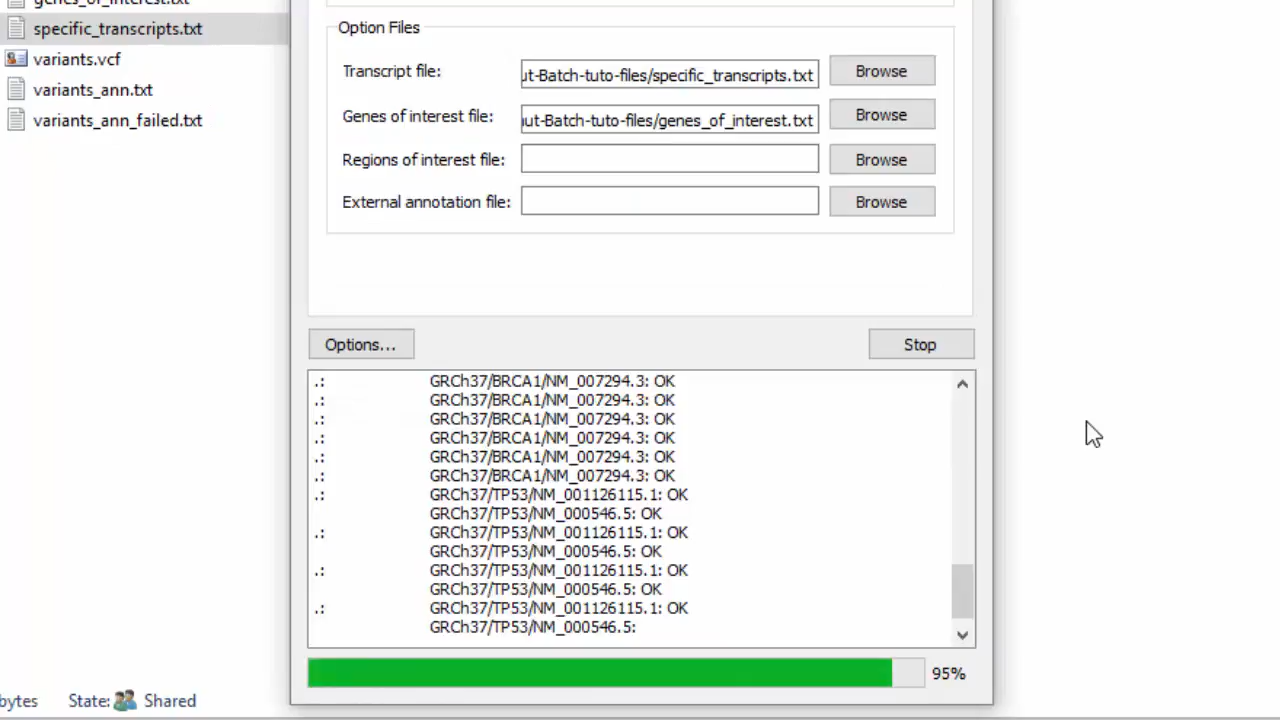 genes_of_interest.txt
specific_transcripts.txt
variants.vcf
variants_ann.txt
variants_ann_failed.txt
bytes State: Shared
Option Files
Transcript file: ut-Batch-tuto-files/specific_transcripts.txt Browse
Genes of interest file: ut-Batch-tuto-files/genes_of_interest.txt Browse
Regions of interest file: Browse
External annotation file: Browse
Options... Stop
.: GRCh37/BRCA1/NM_007294.3: OK
.: GRCh37/BRCA1/NM_007294.3: OK
.: GRCh37/BRCA1/NM_007294.3: OK
.: GRCh37/BRCA1/NM_007294.3: OK
.: GRCh37/BRCA1/NM_007294.3: OK
.: GRCh37/BRCA1/NM_007294.3: OK
.: GRCh37/TP53/NM_001126115.1: OK
GRCh37/TP53/NM_000546.5: OK
.: GRCh37/TP53/NM_001126115.1: OK
GRCh37/TP53/NM_000546.5: OK
.: GRCh37/TP53/NM_001126115.1: OK
GRCh37/TP53/NM_000546.5: OK
.: GRCh37/TP53/NM_001126115.1: OK
GRCh37/TP53/NM_000546.5:
95%